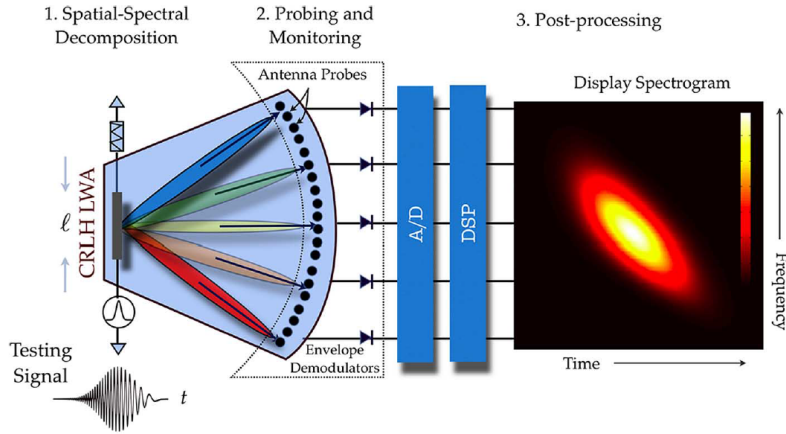 1. Spatial-Spectral
Decomposition
2. Probing and
Monitoring
3. Post-processing
Antenna Probes
Display Spectrogram
CRLH LWA
ℓ
A/D
DSP
Frequency
Envelope
Demodulators
Time
Testing
Signal
t